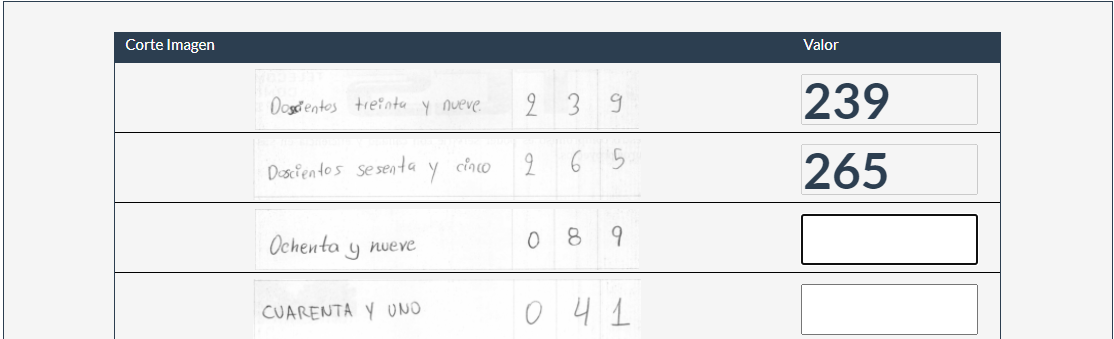 Corte Imagen Valor
Doscientos treinta y nueve 2 3 9 239
Doscientos sesenta y cinco 2 6 5 265
Ochenta y nueve 0 8 9
CUARENTA Y UNO 0 4 1